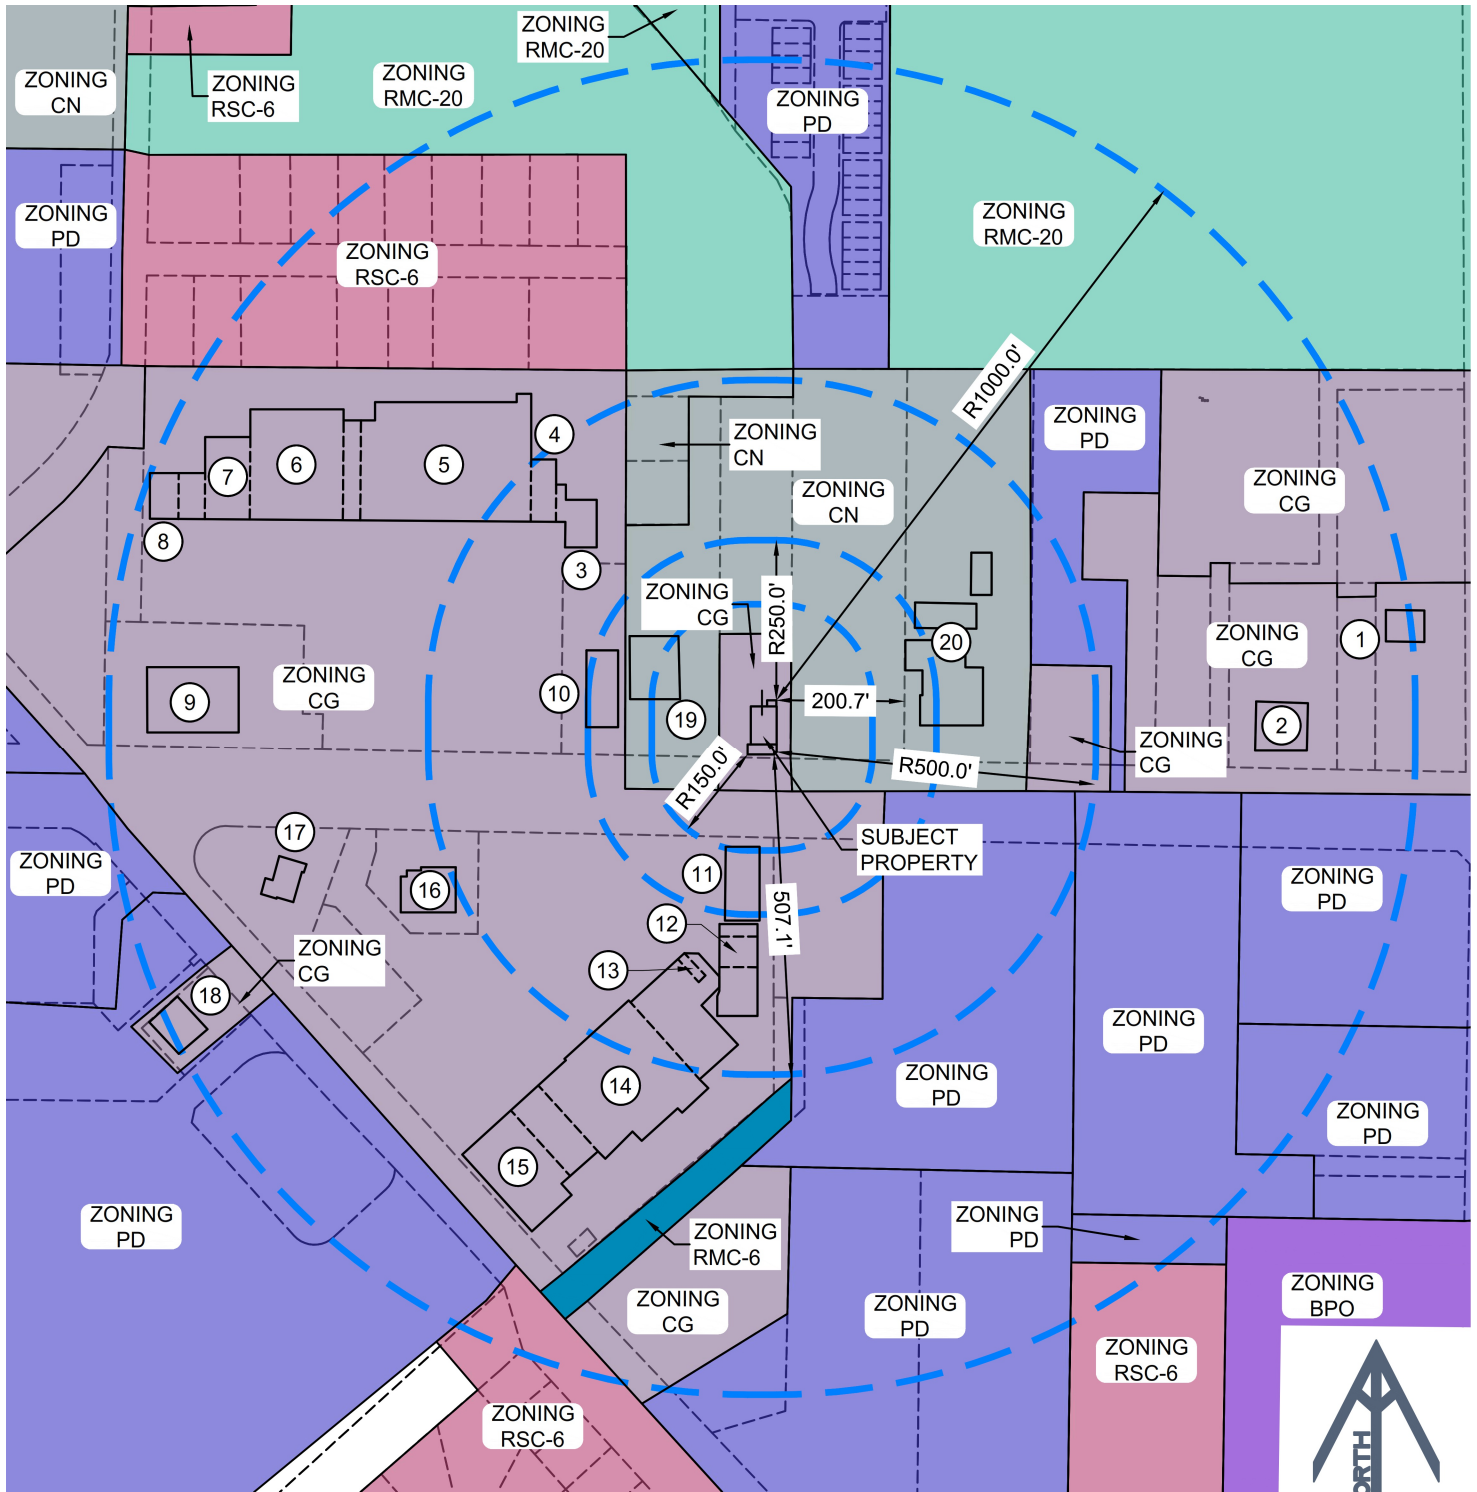 ZONING
RMC-20
ZONING
CN
ZONING
RSC-6
ZONING
RMC-20
ZONING
PD
ZONING
PD
ZONING
RMC-20
ZONING
RSC-6
R1000.0'
ZONING
PD
ZONING
CN
ZONING
CG
ZONING
CN
4
5
6
7
8
3
ZONING
CG
R250.0'
20
ZONING
CG
1
2
ZONING
CG
9
10
19
200.7'
R500.0'
ZONING
CG
R150.0'
SUBJECT
PROPERTY
17
16
11
12
13
507.1'
ZONING
PD
ZONING
PD
ZONING
CG
18
14
15
ZONING
PD
ZONING
PD
ZONING
PD
ZONING
PD
ZONING
RMC-6
ZONING
PD
ZONING
CG
ZONING
PD
ZONING
BPO
ZONING
RSC-6
ZONING
RSC-6
ORTH